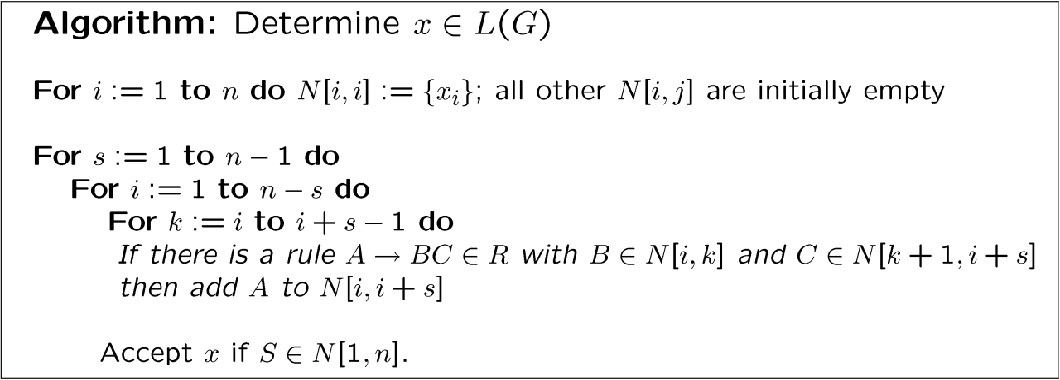 Algorithm: Determine x ∈ L(G)
For i := 1 to n do N[i, i] := {xᵢ}; all other N[i, j] are initially empty
For s := 1 to n − 1 do
For i := 1 to n − s do
For k := i to i + s − 1 do
If there is a rule A → BC ∈ R with B ∈ N[i, k] and C ∈ N[k + 1, i + s]
then add A to N[i, i + s]
Accept x if S ∈ N[1, n].